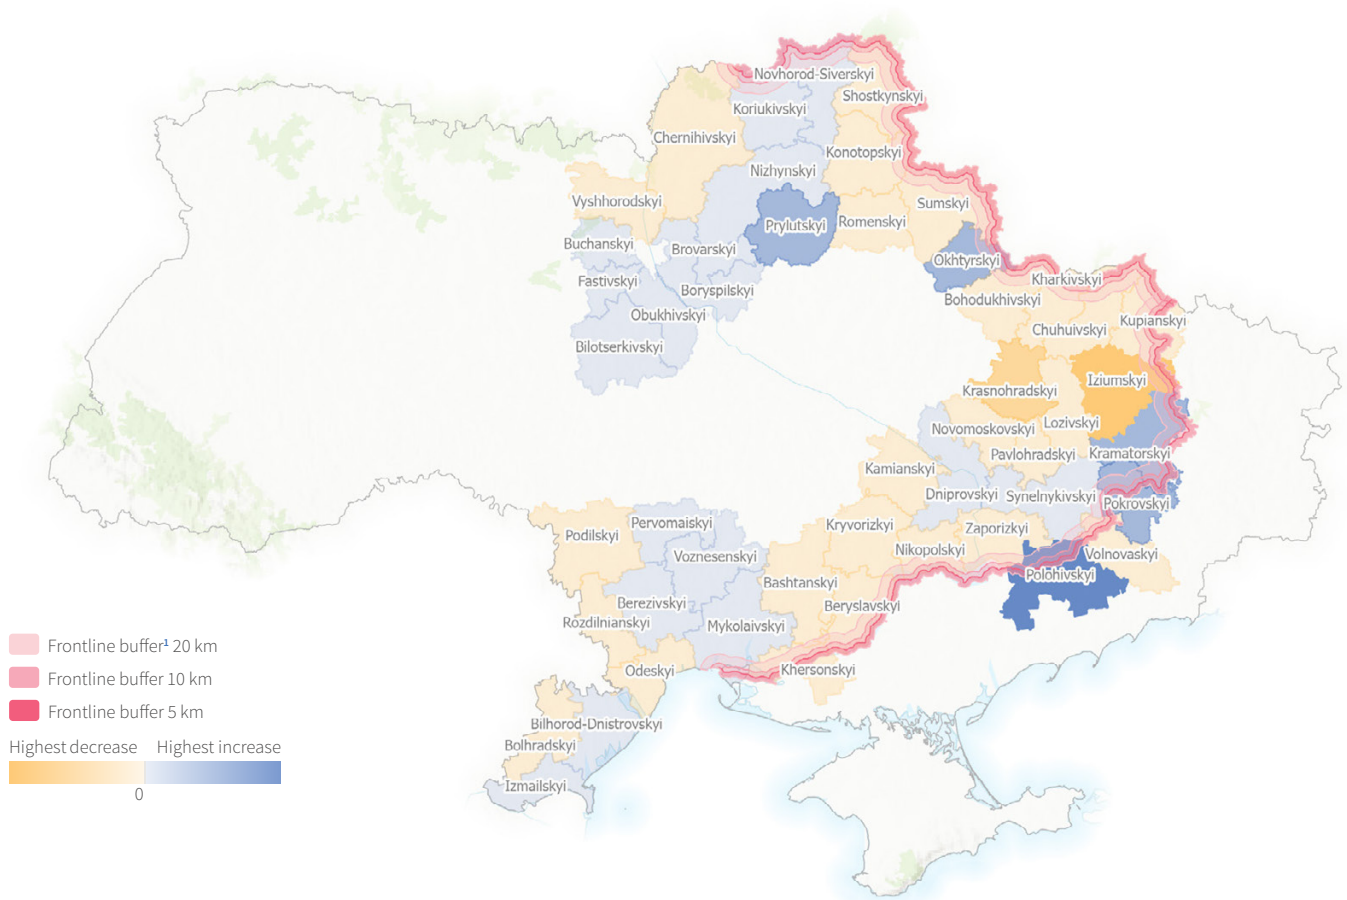 Novhorod-Siverskyi
Shostkynskyi
Koriukivskyi
Chernihivskyi
Konotopskyi
Nizhynskyi
Vyshhorodskyi
Sumskyi
Prylutskyi
Romenskyi
Buchanskyi
Brovarskyi
Okhtyrskyi
Fastivskyi
Kharkivskyi
Boryspilskyi
Bohodukhivskyi
Obukhivskyi
Kupianskyi
Chuhuivskyi
Bilotserkivskyi
Iziumskyi
Krasnohradskyi
Lozivskyi
Novomoskovskyi
Pavlohradskyi
Kramatorskyi
Kamianskyi
Dniprovskyi
Synelnykivskyi
Pokrovskyi
Pervomaiskyi
Kryvorizkyi
Zaporizkyi
Podilskyi
Nikopolskyi
Voznesenskyi
Volnovaskyi
Polohivskyi
Bashtanskyi
Berezivskyi
Beryslavskyi
Rozdilnianskyi
Mykolaivskyi
Odeskyi
Khersonskyi
Bilhorod-Dnistrovskyi
Bolhradskyi
Izmailskyi
Frontline buffer¹ 20 km
Frontline buffer 10 km
Frontline buffer 5 km
Highest decrease Highest increase
0